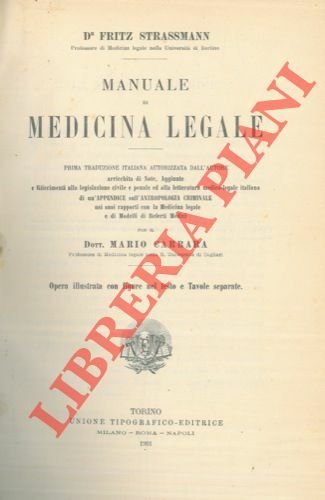 Dr FRITZ STRASSMANN
Professore di Medicina legale nella Università di Berlino
MANUALE
DI
MEDICINA LEGALE
PRIMA TRADUZIONE ITALIANA AUTORIZZATA DALL'AUTORE
arricchita di Note, Aggiunte
e Riferimenti alla legislazione civile e penale ed alla letteratura medico-legale italiana
di un'APPENDICE sull'ANTROPOLOGIA CRIMINALE
nei suoi rapporti con la Medicina legale
e di Modelli di Referti Medici
PER IL
Dott. MARIO CARRARA
Professore di Medicina legale nella R. Università di Cagliari
Opera illustrata con figure nel testo e Tavole separate.
TORINO
UNIONE TIPOGRAFICO-EDITRICE
MILANO - ROMA - NAPOLI
1901
LIBRERIA PIANI